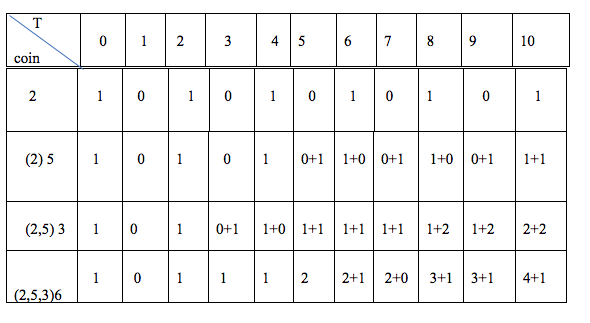 T
coin 0 1 2 3 4 5 6 7 8 9 10
2 1 0 1 0 1 0 1 0 1 0 1
(2) 5 1 0 1 0 1 0+1 1+0 0+1 1+0 0+1 1+1
(2,5) 3 1 0 1 0+1 1+0 1+1 1+1 1+1 1+2 1+2 2+2
(2,5,3)6 1 0 1 1 1 2 2+1 2+0 3+1 3+1 4+1